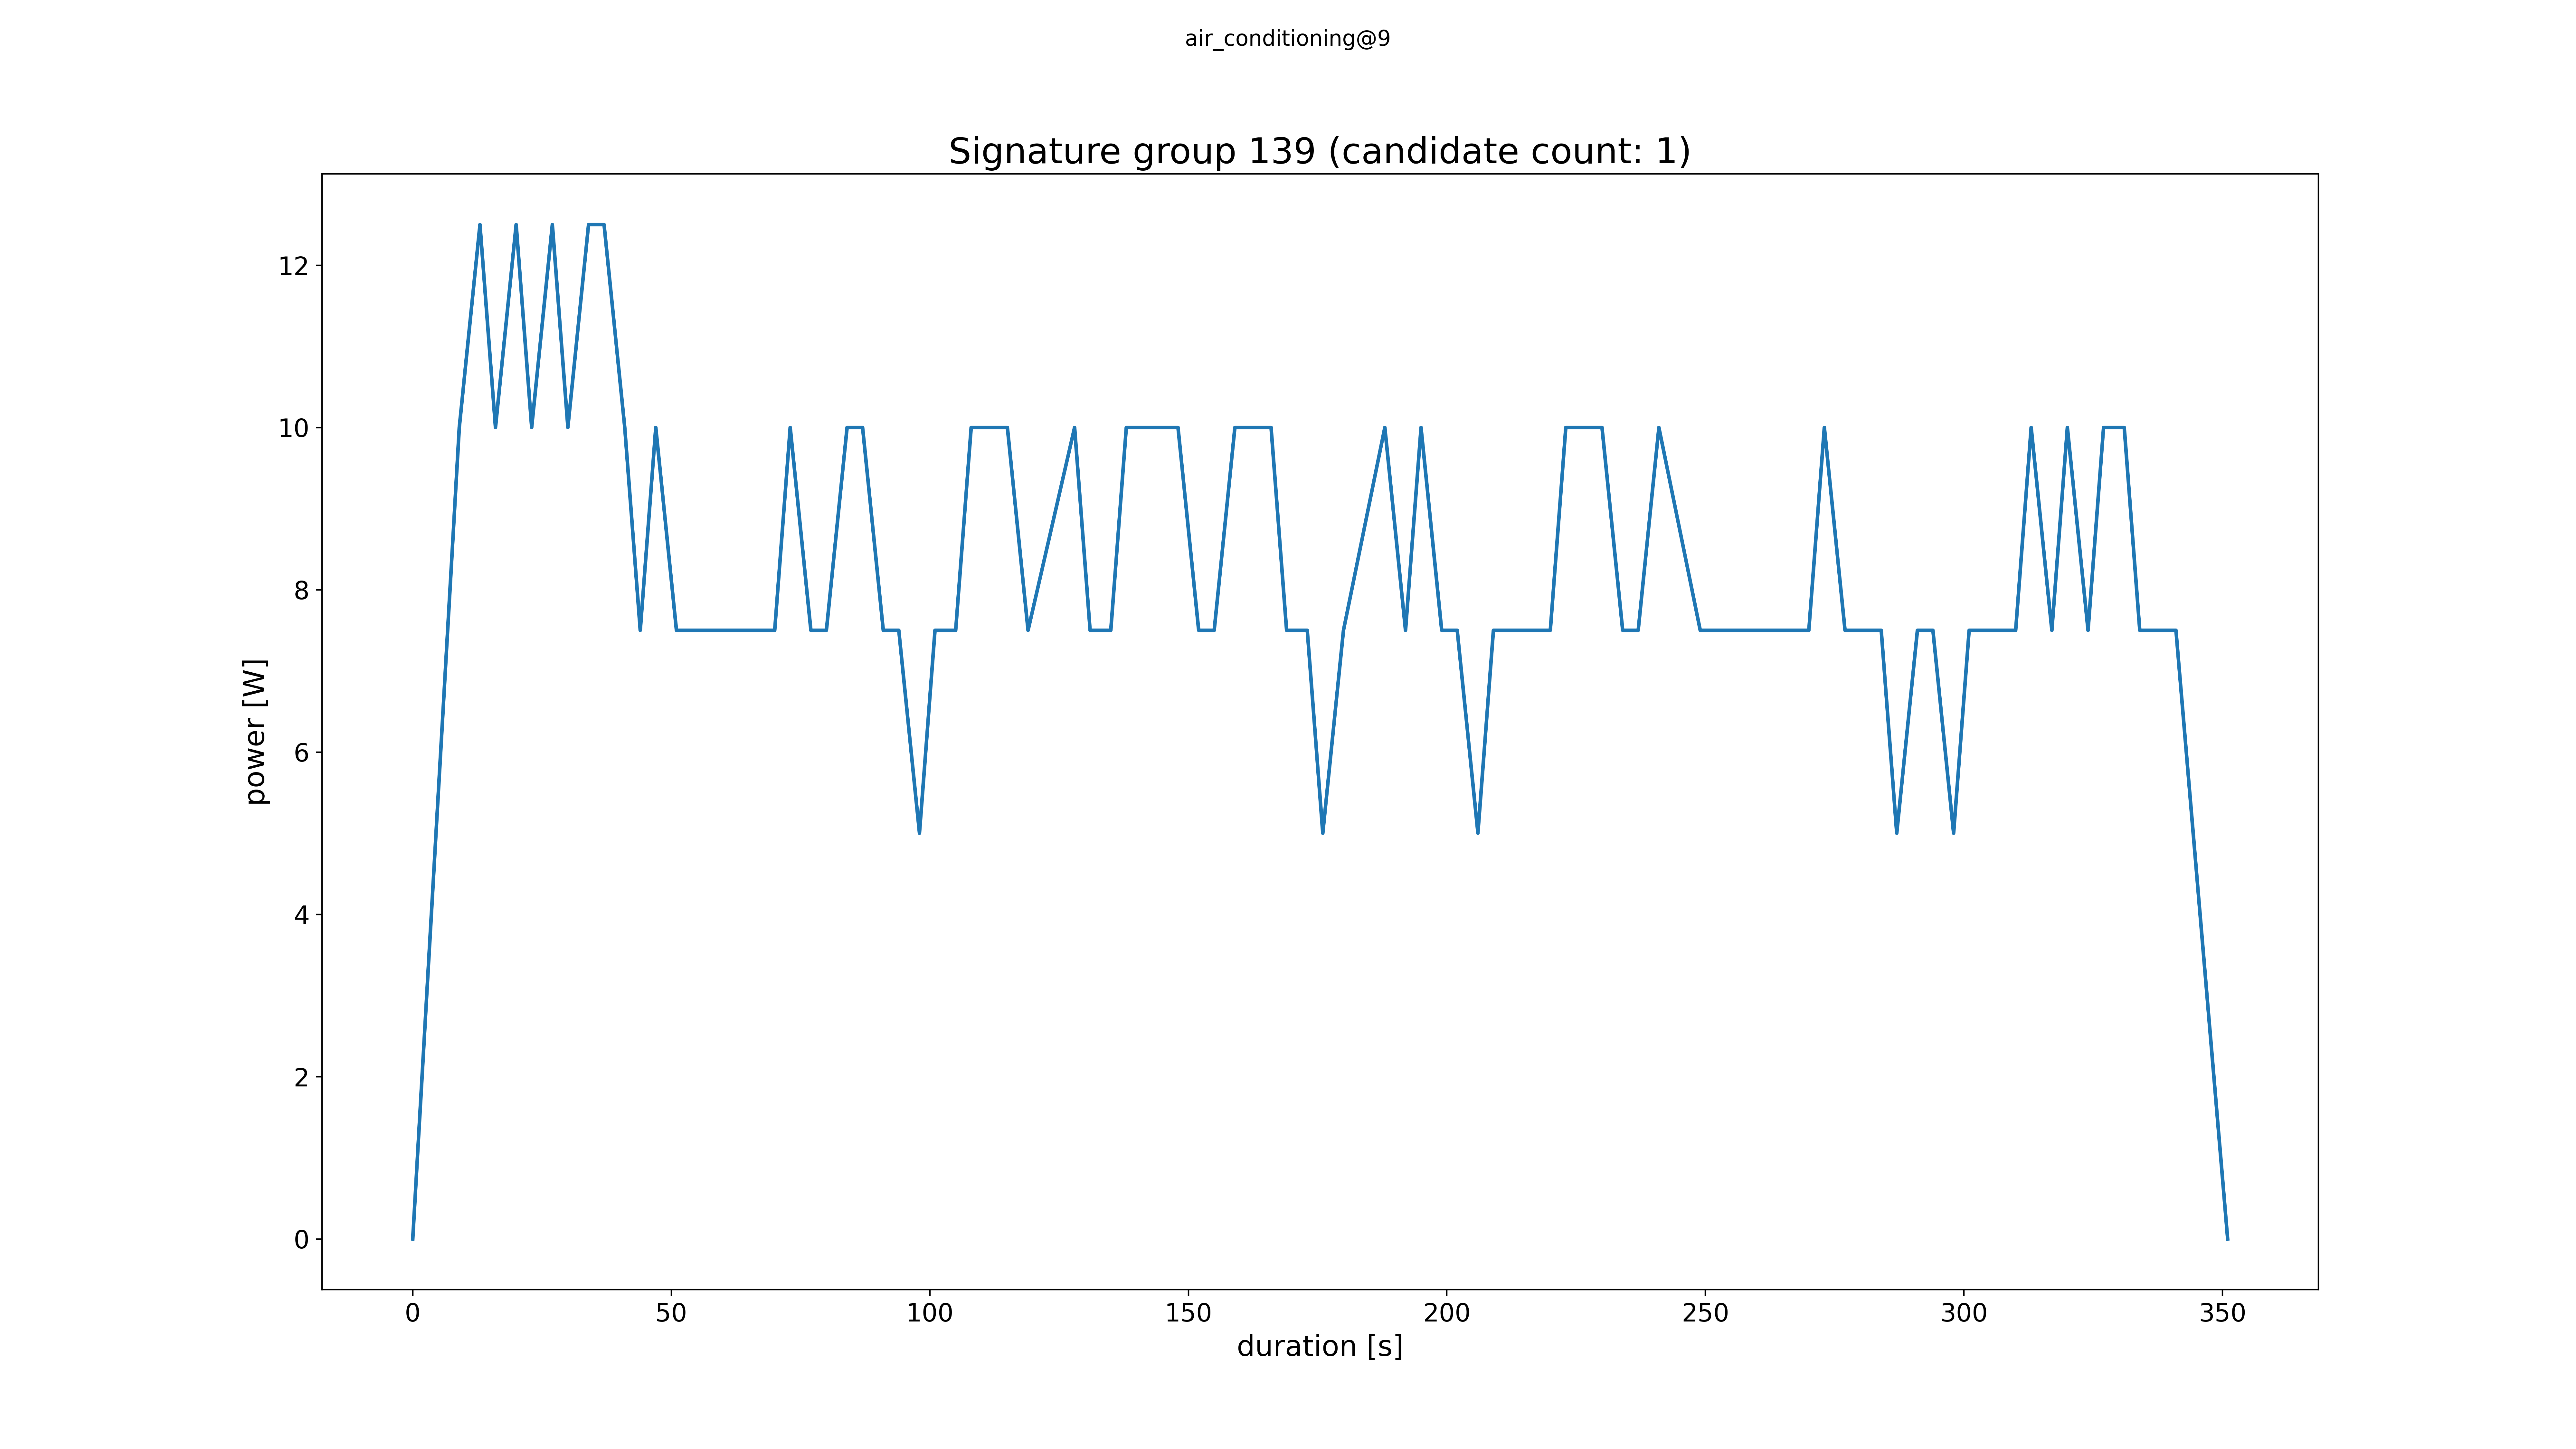 air_conditioning@9
Signature group 139 (candidate count: 1)
12
10
8
6
4
2
0
power [W]
0 50 100 150 200 250 300 350
duration [s]